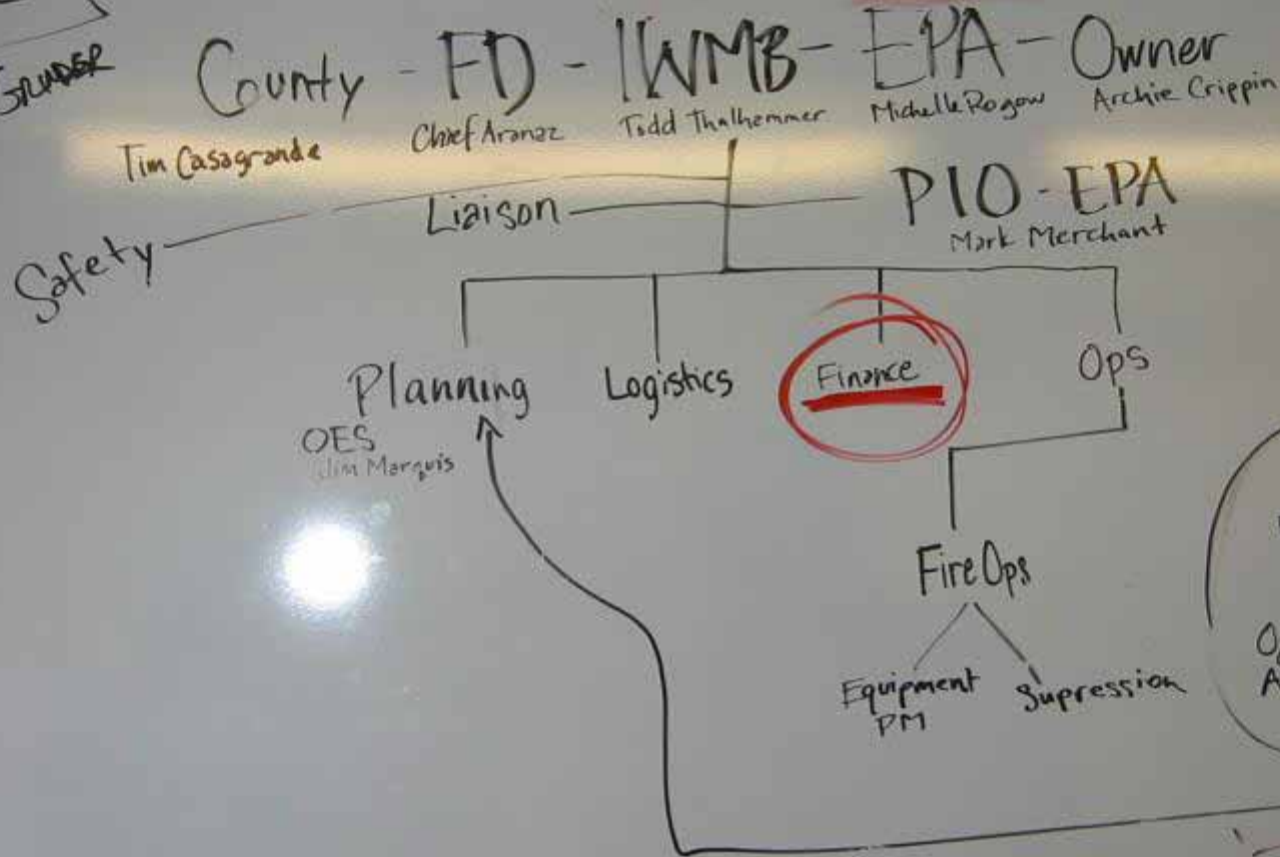 GRINDER
County - FD - IWMB - EPA - Owner
Tim Casagrande
Chief Aranaz
Todd Thalhemmer
Michelle Rogow
Archie Crippin
Safety
Liaison
PIO - EPA
Mark Merchant
Planning
OES
Jim Marquis
Logistics
Finance
Ops
Fire Ops
Equipment
PM
Supression